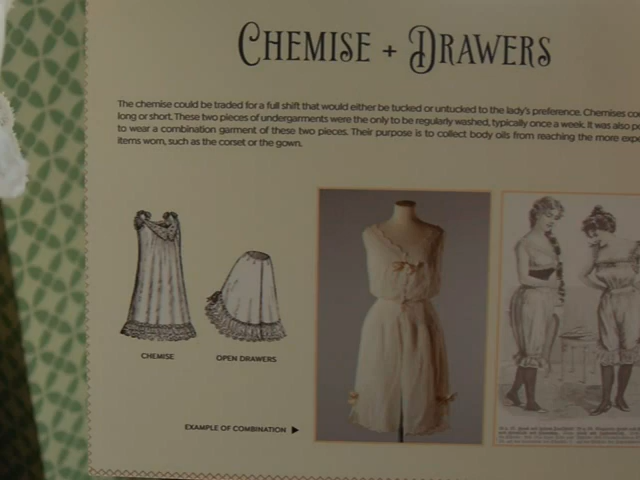 CHEMISE + DRAWERS
The chemise could be traded for a full shift that would either be tucked or untucked to the lady's preference. Chemises
long or short. These two pieces of undergarments were the only to be regularly washed, typically once a week. It was also
to wear a combination garment of these two pieces. Their purpose is to collect body oils from reaching the more
items worn, such as the corset or the gown.
CHEMISE
OPEN DRAWERS
EXAMPLE OF COMBINATION